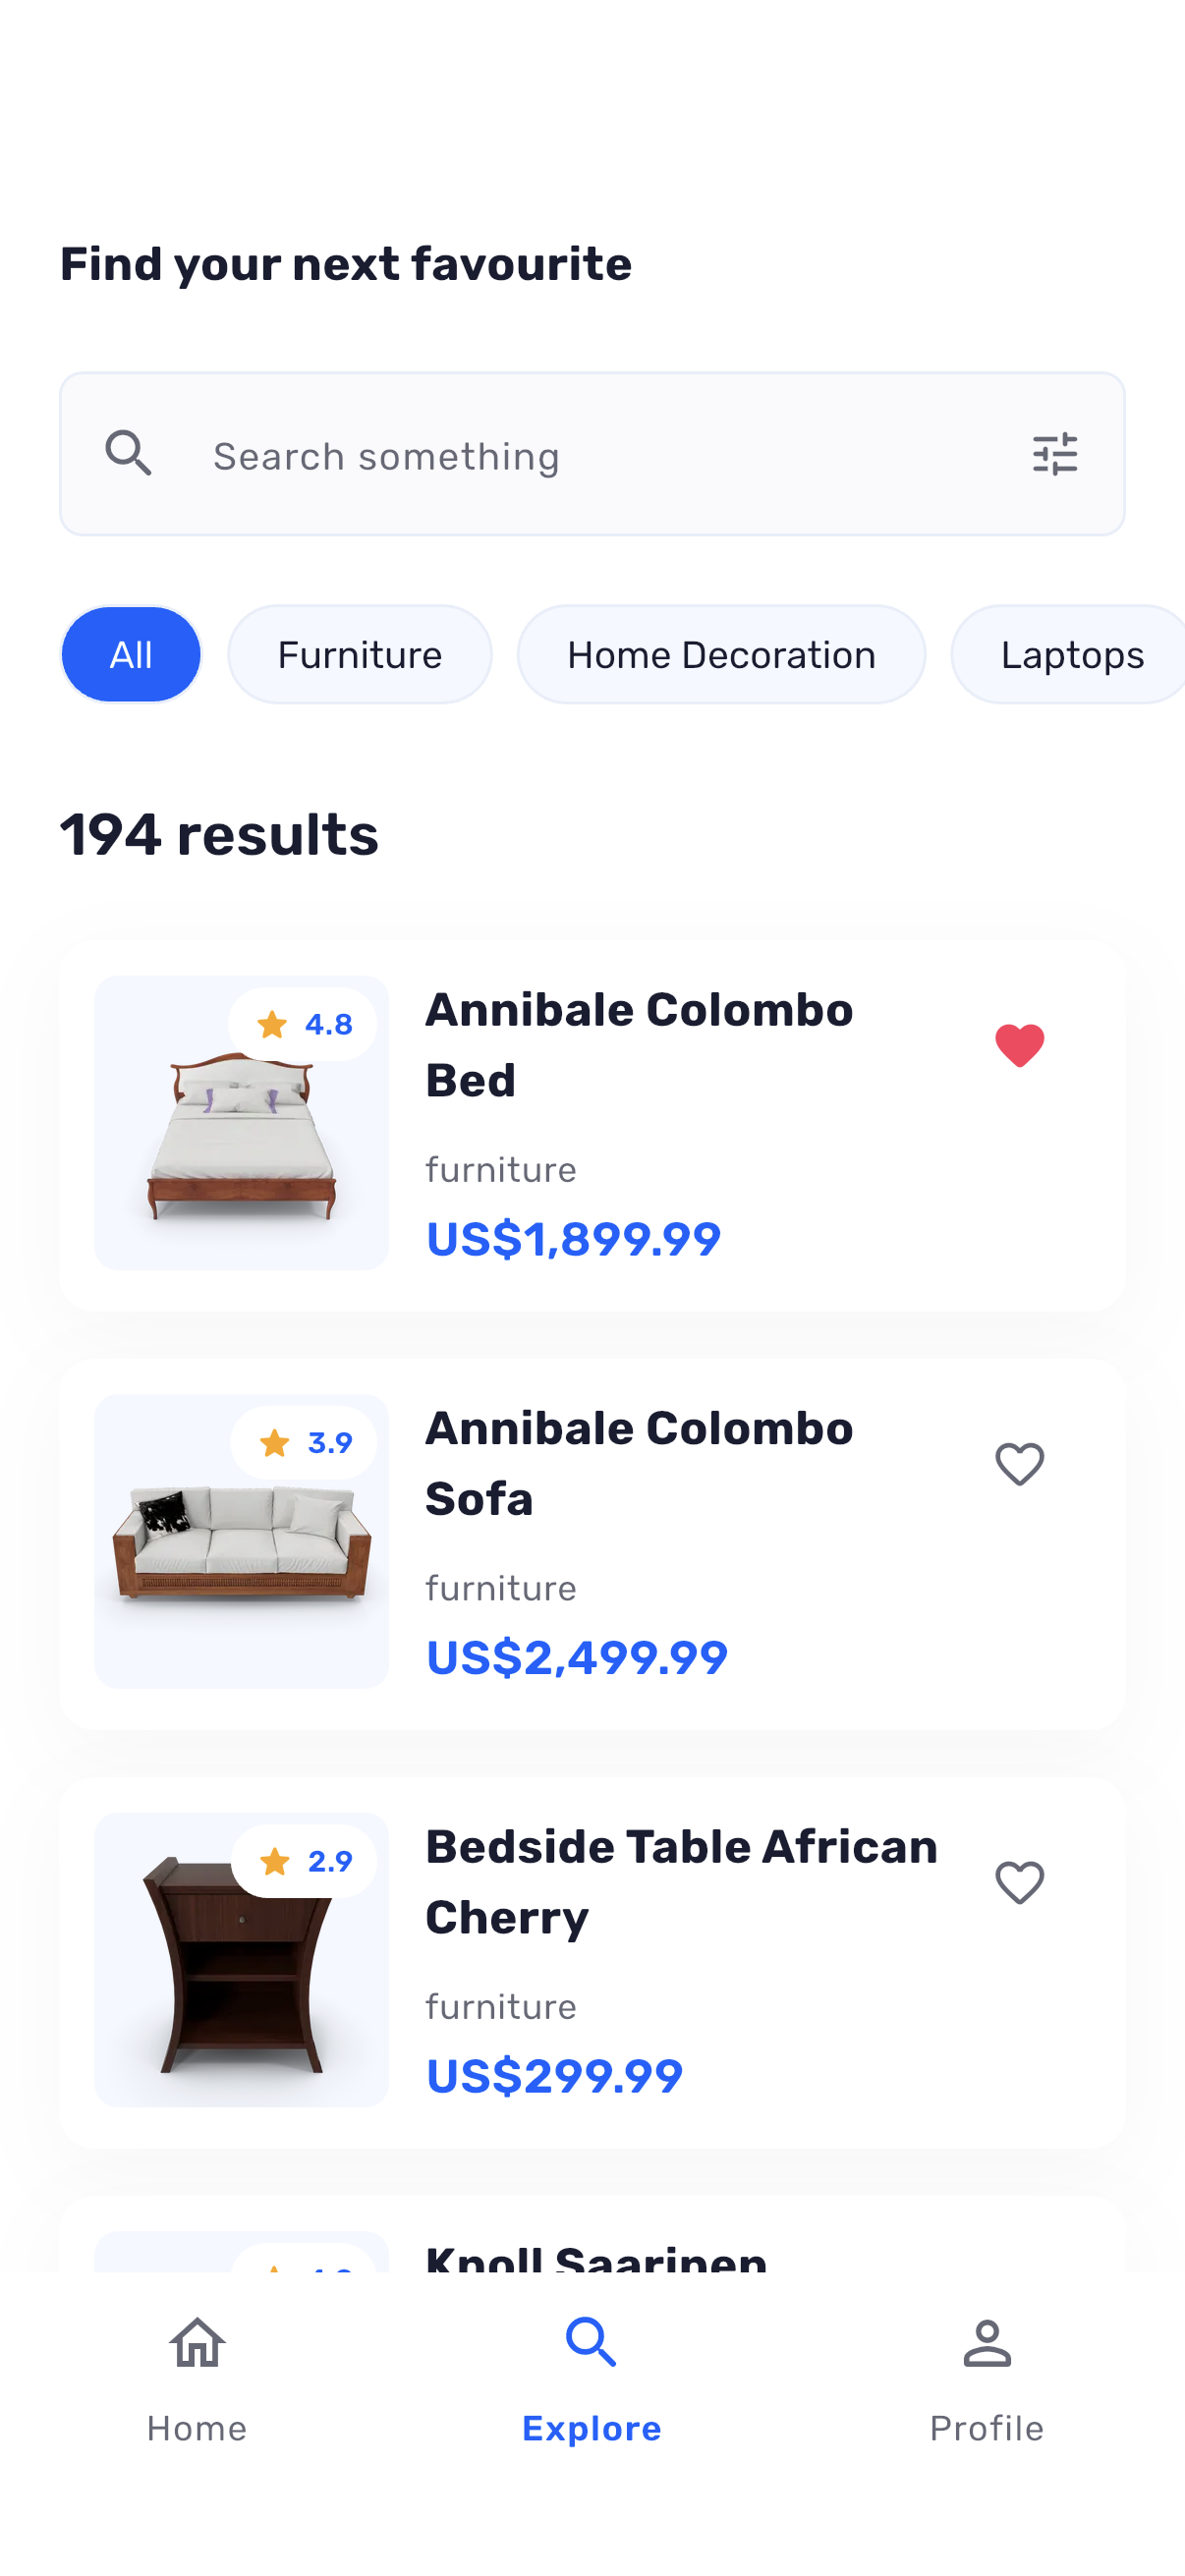 Find your next favourite
Search something
All
Furniture
Home Decoration
Laptops
194 results
4.8
Annibale Colombo
Bed
furniture
US$1,899.99
3.9
Annibale Colombo
Sofa
furniture
US$2,499.99
2.9
Bedside Table African
Cherry
furniture
US$299.99
Knoll Saarinen
Home
Explore
Profile